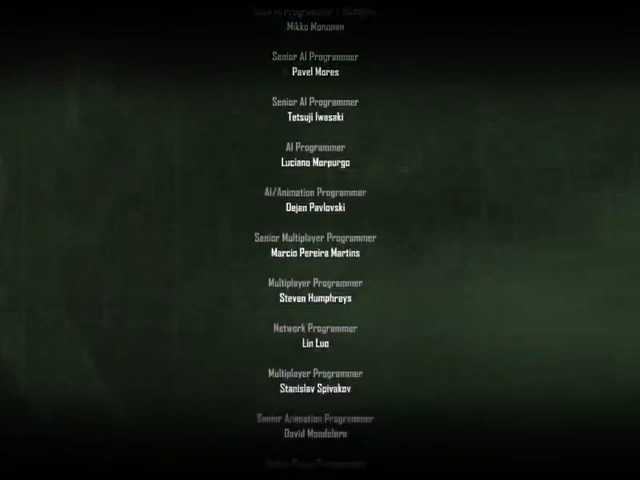 Mikko Mononen
Senior AI Programmer
Pavel Mores
Senior AI Programmer
Tetsuji Iwasaki
AI Programmer
Luciano Morpurgo
AI/Animation Programmer
Dejan Pavlovski
Senior Multiplayer Programmer
Marcio Pereira Martins
Multiplayer Programmer
Steven Humphreys
Network Programmer
Lin Luo
Multiplayer Programmer
Stanislav Spivakov
Senior Animation Programmer
David Mondelore